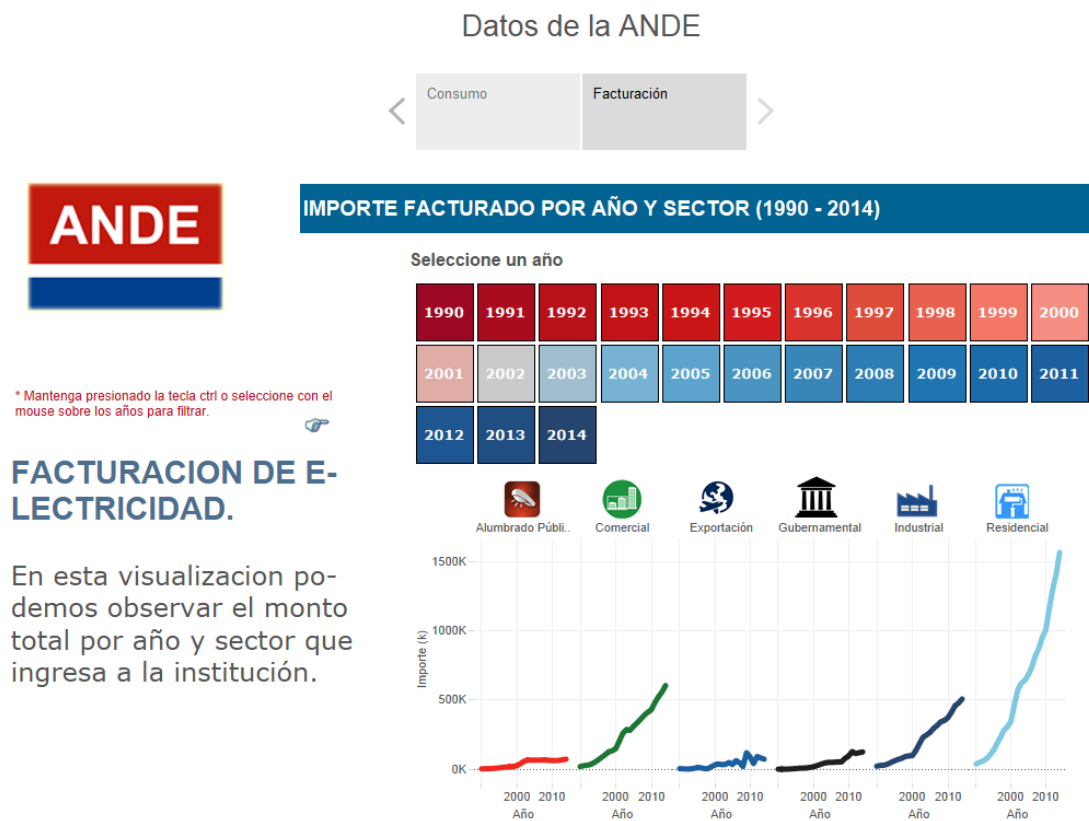 Datos de la ANDE
Consumo
Facturación
ANDE
IMPORTE FACTURADO POR AÑO Y SECTOR (1990 - 2014)
Seleccione un año
1990 1991 1992 1993 1994 1995 1996 1997 1998 1999 2000
2001 2002 2003 2004 2005 2006 2007 2008 2009 2010 2011
2012 2013 2014
* Mantenga presionado la tecla ctrl o seleccione con el
mouse sobre los años para filtrar.
FACTURACION DE E-
LECTRICIDAD.
En esta visualizacion po-
demos observar el monto
total por año y sector que
ingresa a la institución.
Alumbrado Públi.. Comercial Exportación Gubernamental Industrial Residencial
Importe (k)
1500K
1000K
500K
0K
2000 2010 2000 2010 2000 2010 2000 2010 2000 2010 2000 2010
Año Año Año Año Año Año